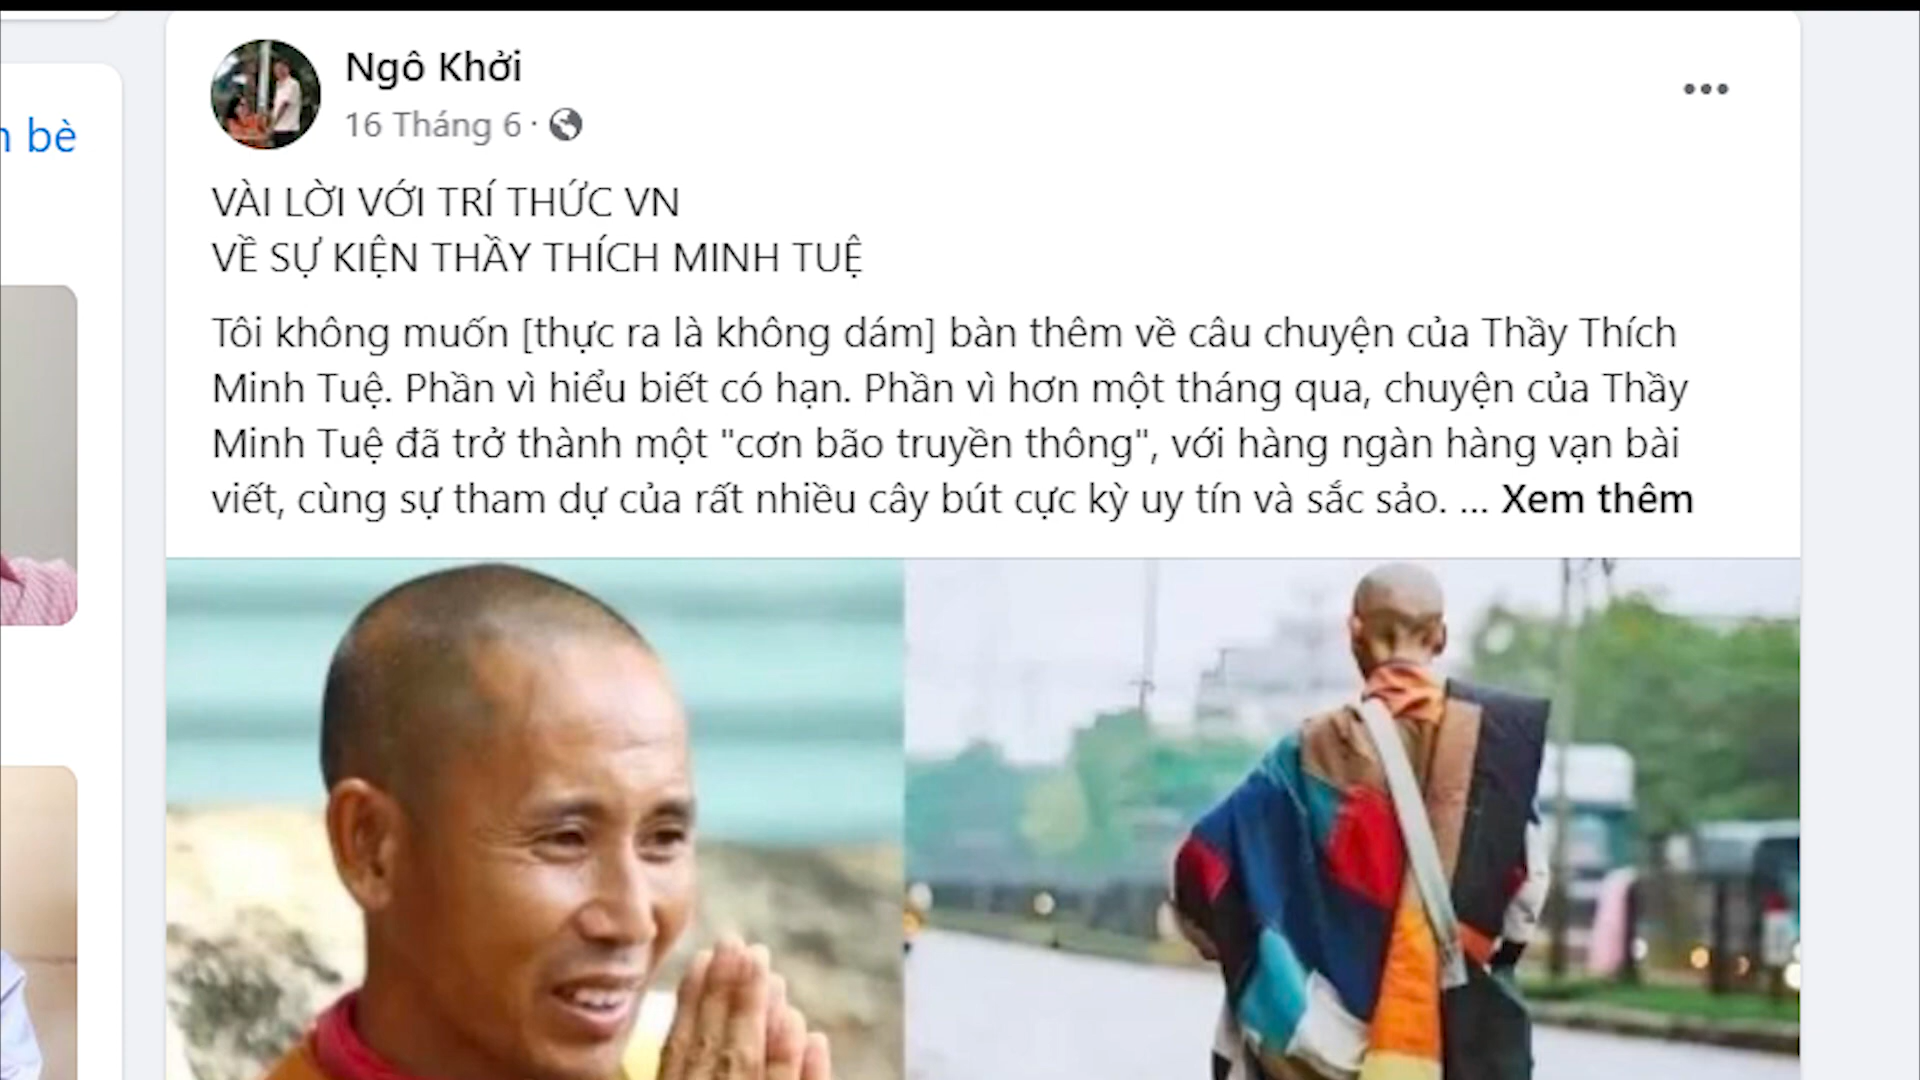 Ngô Khởi
16 Tháng 6 ·
bè
VÀI LỜI VỚI TRÍ THỨC VN
VỀ SỰ KIỆN THẦY THÍCH MINH TUỆ
Tôi không muốn [thực ra là không dám] bàn thêm về câu chuyện của Thầy Thích
Minh Tuệ. Phần vì hiểu biết có hạn. Phần vì hơn một tháng qua, chuyện của Thầy
Minh Tuệ đã trở thành một "cơn bão truyền thông", với hàng ngàn hàng vạn bài
viết, cùng sự tham dự của rất nhiều cây bút cực kỳ uy tín và sắc sảo. ... Xem thêm